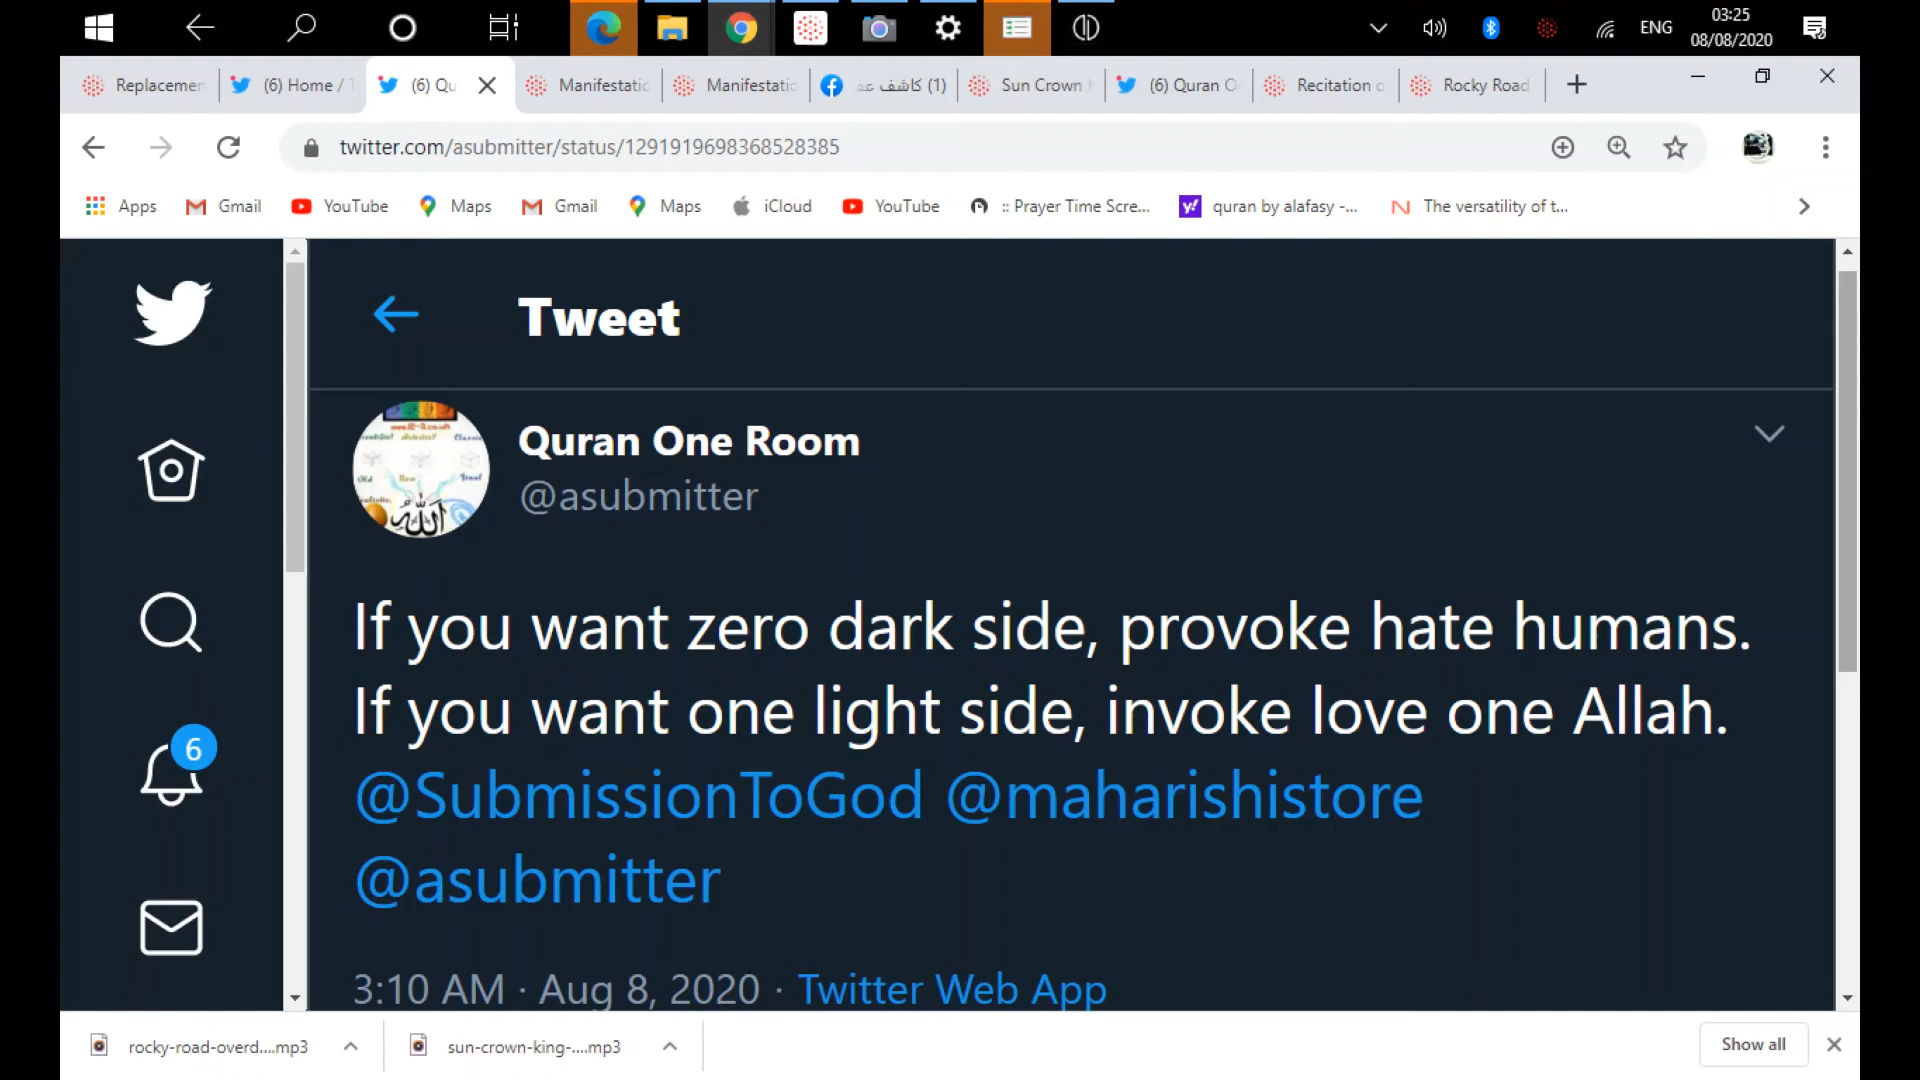 ENG
03:25
08/08/2020
Replacemen
(6) Home / T
(6) Qu
Manifestatio
Manifestatic
(1) كاشف عذ
Sun Crown
(6) Quran O
Recitation o
Rocky Road
twitter.com/asubmitter/status/1291919698368528385
Apps
Gmail
YouTube
Maps
Gmail
Maps
iCloud
YouTube
:: Prayer Time Scre...
quran by alafasy -...
The versatility of t...
Tweet
Quran One Room
@asubmitter
If you want zero dark side, provoke hate humans.
If you want one light side, invoke love one Allah.
@SubmissionToGod @maharishistore
@asubmitter
6
3:10 AM · Aug 8, 2020 · Twitter Web App
rocky-road-overd....mp3
sun-crown-king-....mp3
Show all